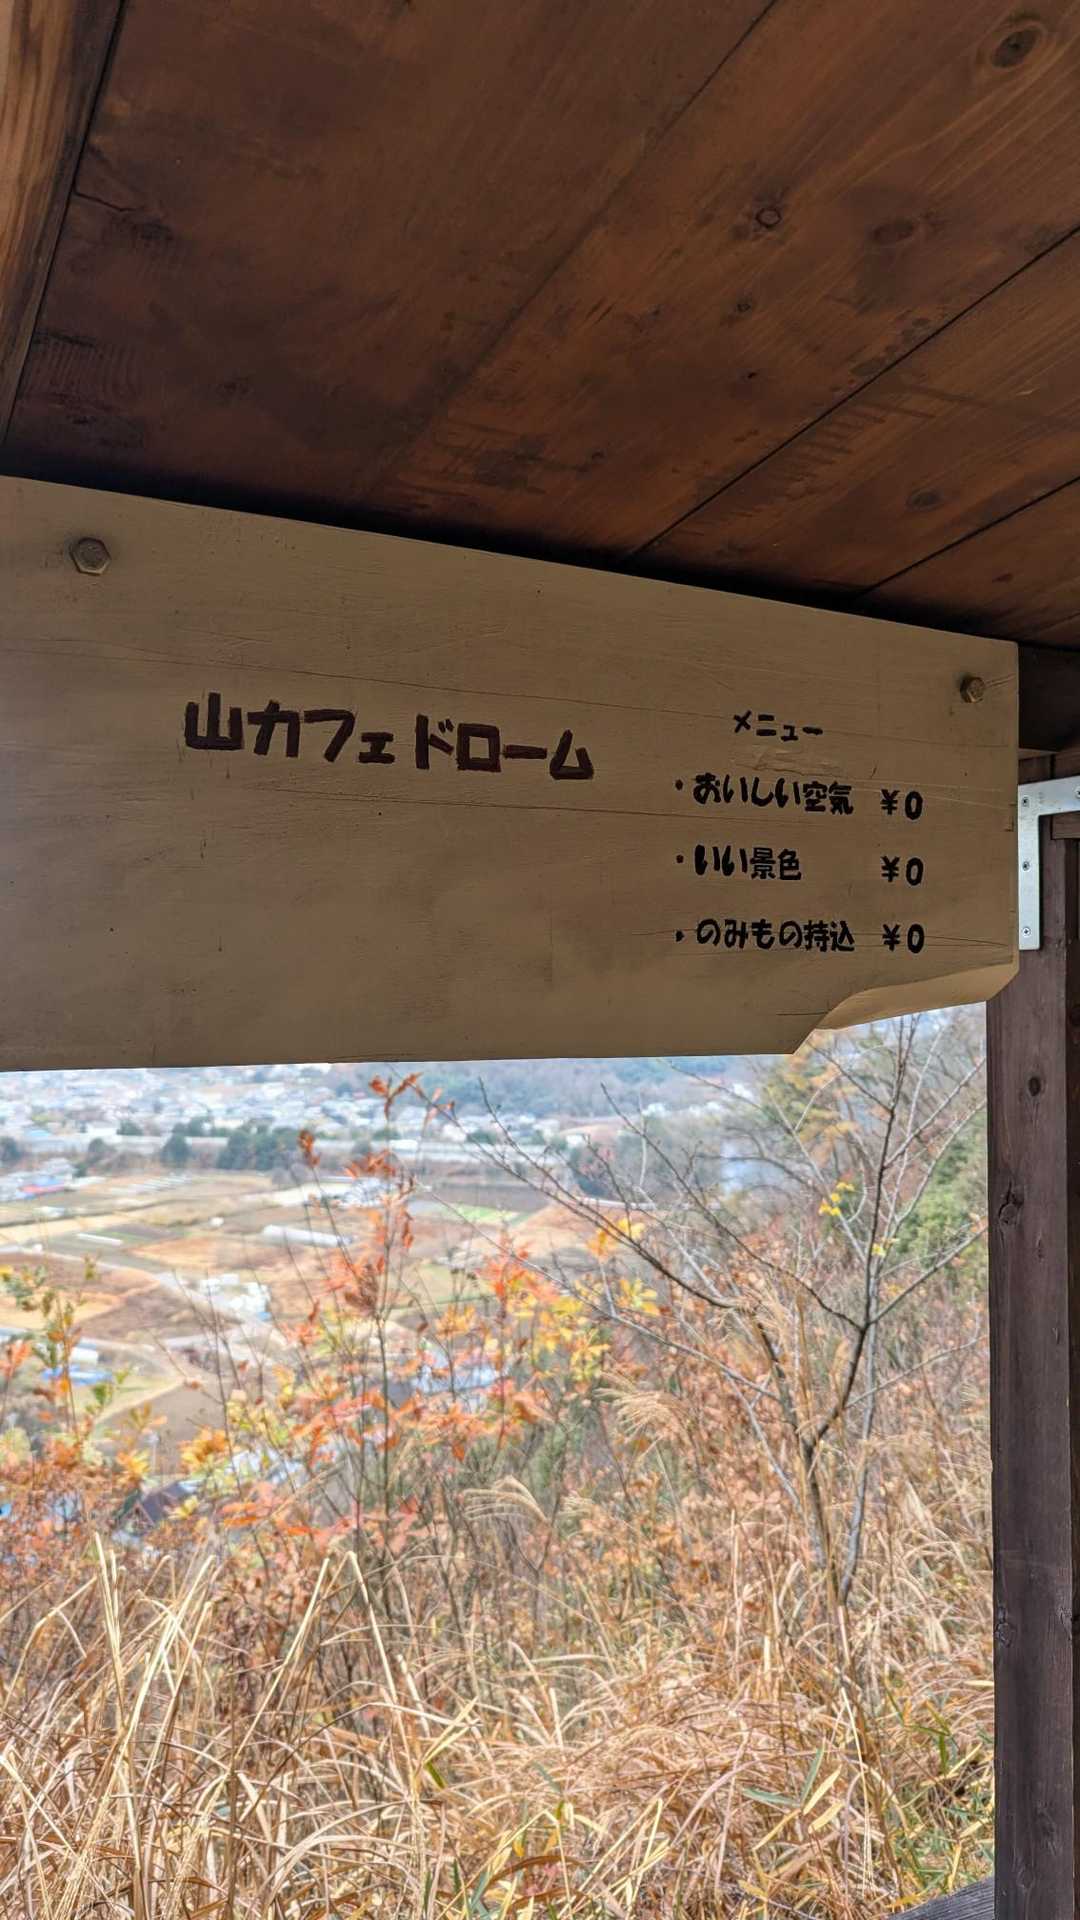 山カフェドローム
メニュー
・おいしい空気 ¥0
・いい景色 ¥0
・のみもの持込 ¥0